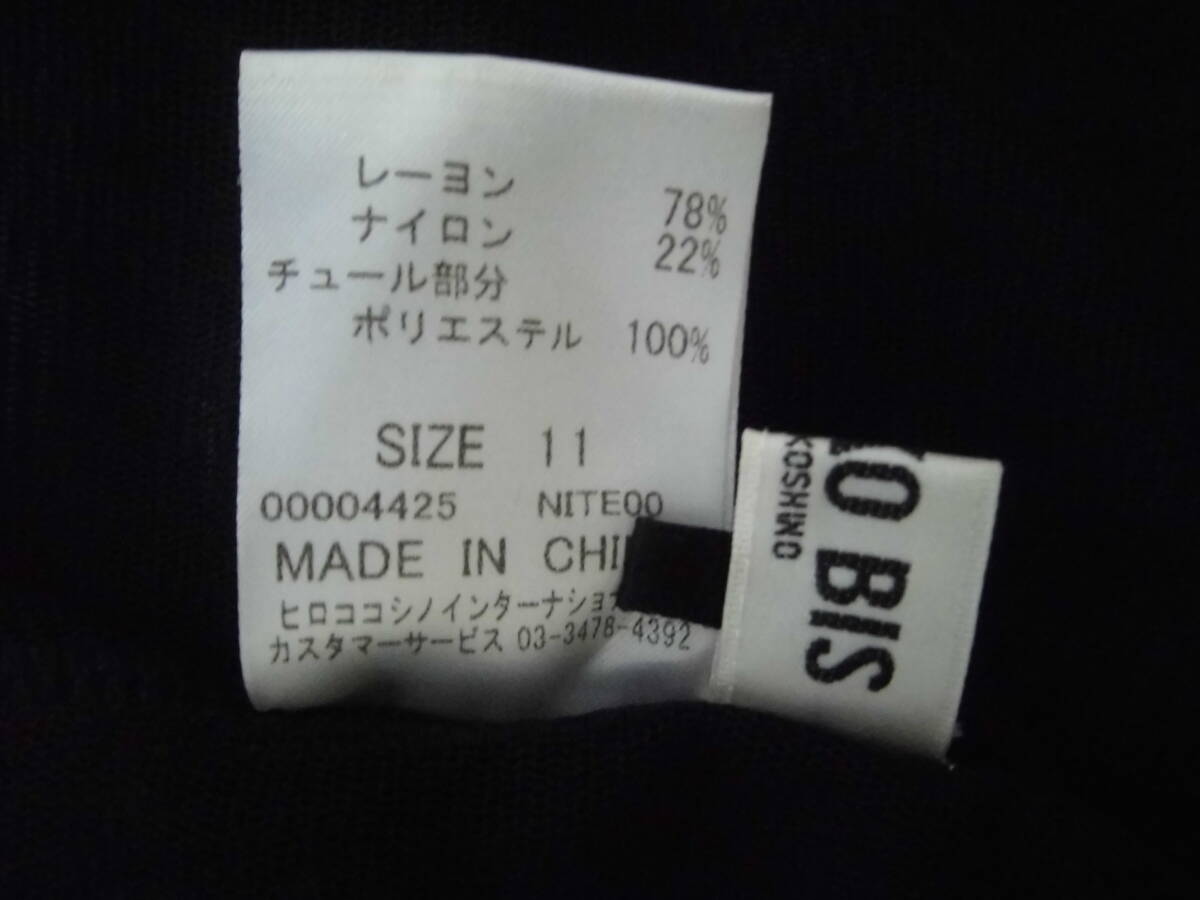 レーヨン 78%
ナイロン 22%
チュール部分
ポリエステル 100%
SIZE 11
00004425 NITE00
MADE IN CHI
ヒロココシノインターナショナ
カスタマーサービス 03-3478-4392
KO BIS
KOSHINO